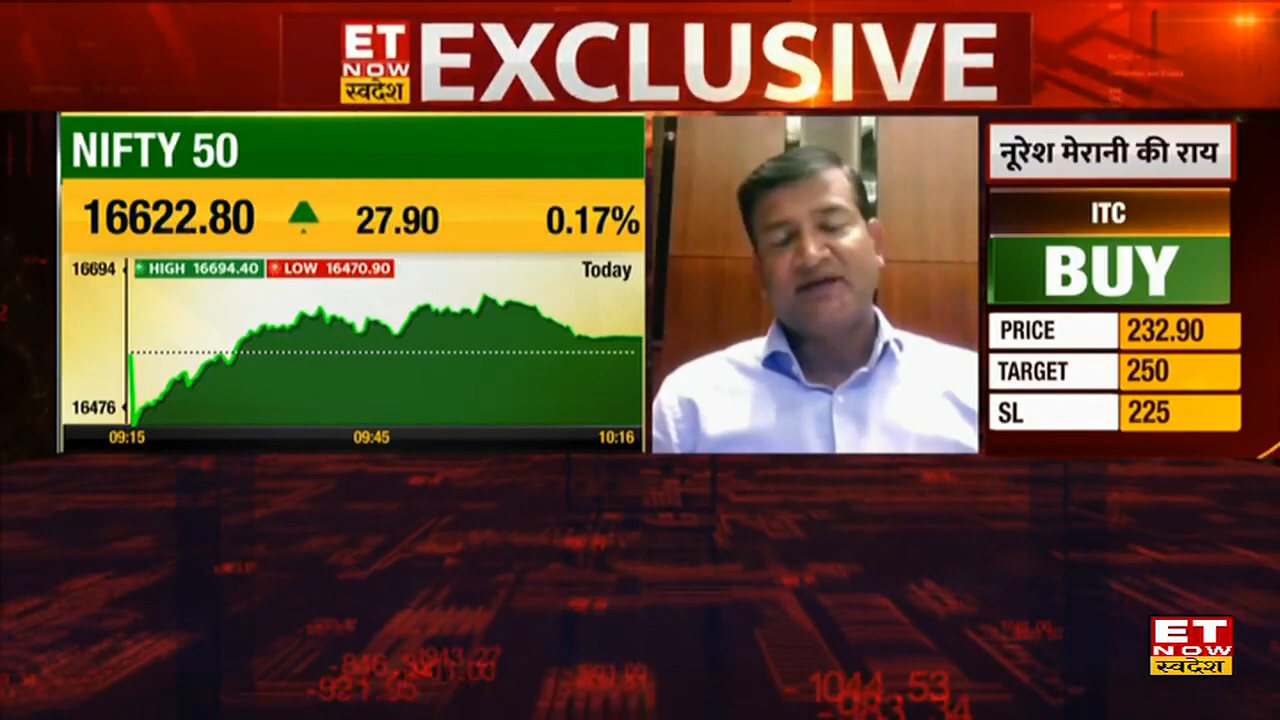 ET
NOW
स्वदेश
EXCLUSIVE
NIFTY 50
16622.80 27.90 0.17%
16694 HIGH 16694.40 LOW 16470.90 Today
16476
09:15 09:45 10:16
नूरेश मेरानी की राय
ITC
BUY
PRICE 232.90
TARGET 250
SL 225
ET
NOW
स्वदेश
1044.53